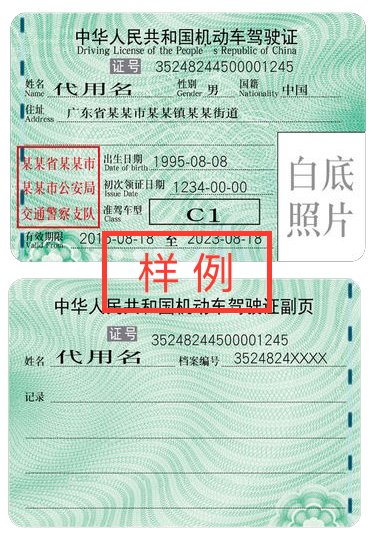 中华人民共和国机动车驾驶证
Driving License of the People's Republic of China
证号 35248244500001245
姓名 代用名 性别 男 国籍 中国
Name Gender Nationality
住址 广东省某某市某某镇某某街道
Address
某某省某某市
某某市公安局
交通警察支队
出生日期 1995-08-08
Date of birth
初次领证日期 1234-00-00
Issue Date
准驾车型 C1
Class
白底
照片
有效期限 2016-08-18 至 2023-08-18
Valid From
样例
中华人民共和国机动车驾驶证副页
证号 35248244500001245
姓名 代用名 档案编号 3524824XXXX
记录